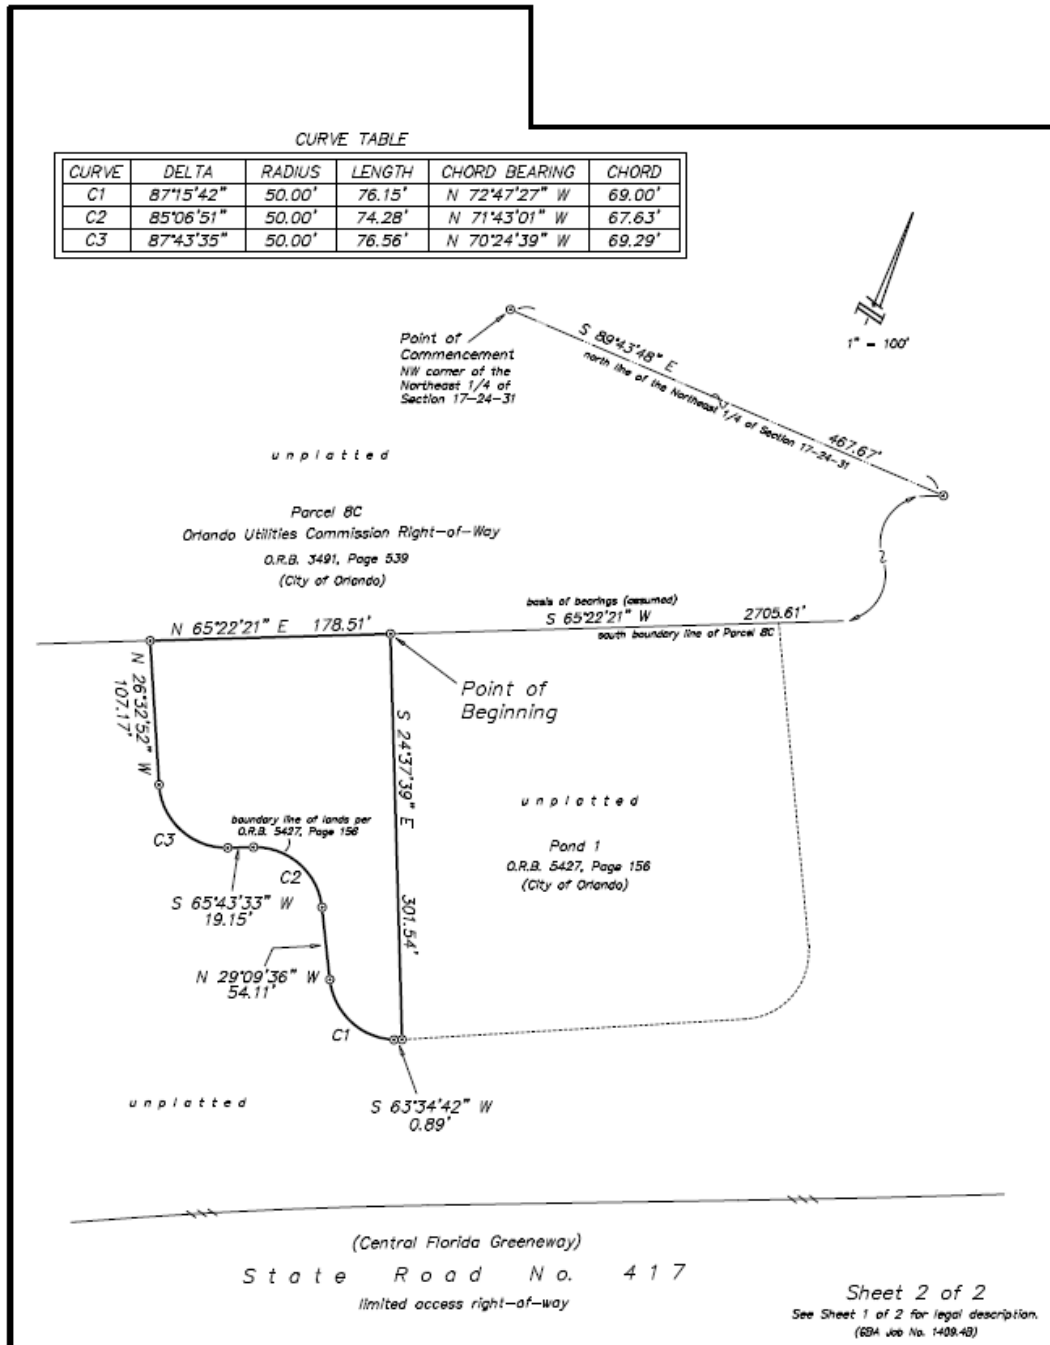 CURVE TABLE
CURVE DELTA RADIUS LENGTH CHORD BEARING CHORD
C1 87°15'42" 50.00' 76.15' N 72°47'27" W 69.00'
C2 85°06'51" 50.00' 74.28' N 71°43'01" W 67.63'
C3 87°43'35" 50.00' 76.56' N 70°24'39" W 69.29'
1" = 100'
Point of
Commencement
NW corner of the
Northeast 1/4 of
Section 17-24-31
S 89°43'48" E
467.67'
north line of the Northeast 1/4 of Section 17-24-31
unplatted
Parcel 8C
Orlando Utilities Commission Right-of-Way
O.R.B. 3491, Page 539
(City of Orlando)
basis of bearings (assumed)
S 65°22'21" W 2705.61'
south boundary line of Parcel 8C
N 65°22'21" E 178.51'
Point of
Beginning
N 26°32'52" W
107.17'
S 24°37'39" E
301.54'
unplatted
Pond 1
O.R.B. 5427, Page 156
(City of Orlando)
boundary line of lands per
O.R.B. 5427, Page 156
C3
C2
S 65°43'33" W
19.15'
N 29°09'36" W
54.11'
C1
S 63°34'42" W
0.89'
unplatted
(Central Florida Greeneway)
State Road No. 417
limited access right-of-way
Sheet 2 of 2
See Sheet 1 of 2 for legal description.
(GBA Job No. 1409.4B)